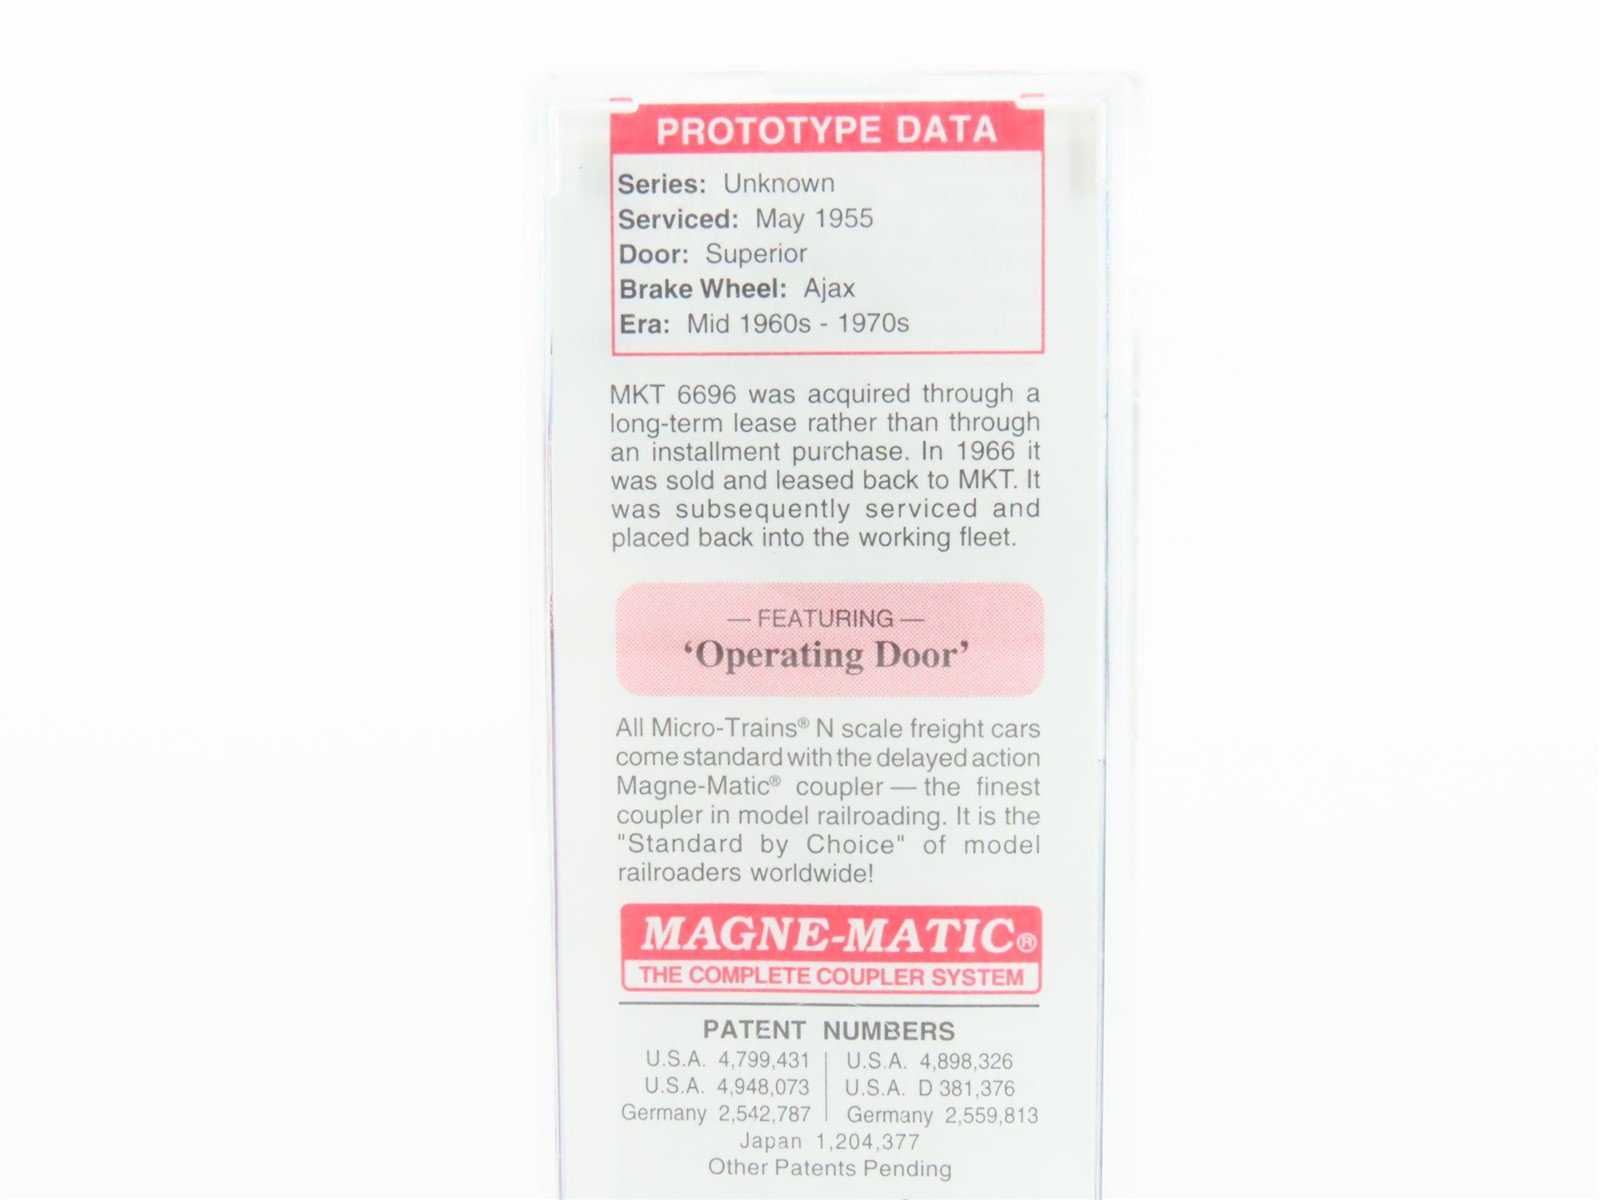 PROTOTYPE DATA
Series: Unknown
Serviced: May 1955
Door: Superior
Brake Wheel: Ajax
Era: Mid 1960s - 1970s
MKT 6696 was acquired through a
long-term lease rather than through
an installment purchase. In 1966 it
was sold and leased back to MKT. It
was subsequently serviced and
placed back into the working fleet.
— FEATURING —
‘Operating Door’
All Micro-Trains® N scale freight cars
come standard with the delayed action
Magne-Matic® coupler — the finest
coupler in model railroading. It is the
"Standard by Choice" of model
railroaders worldwide!
MAGNE-MATIC®
THE COMPLETE COUPLER SYSTEM
PATENT NUMBERS
U.S.A. 4,799,431 | U.S.A. 4,898,326
U.S.A. 4,948,073 | U.S.A. D 381,376
Germany 2,542,787 | Germany 2,559,813
Japan 1,204,377
Other Patents Pending